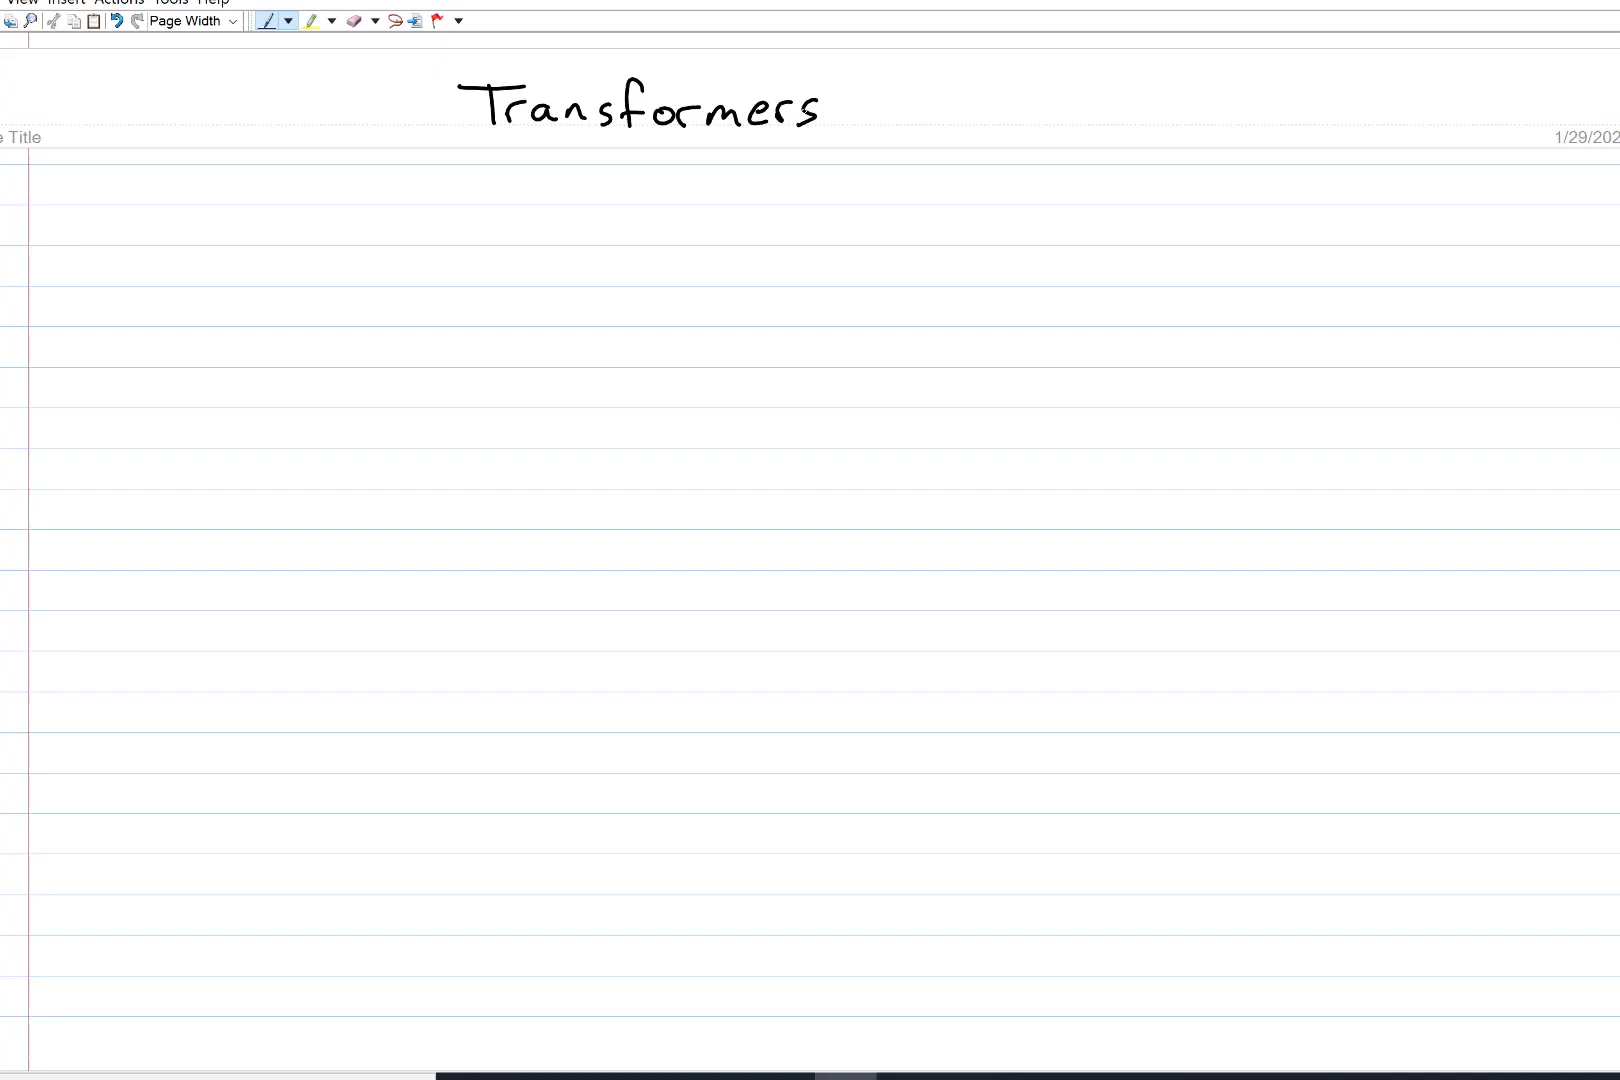 View Insert Actions Tools Help
Page Width
Transformers
Title
1/29/202